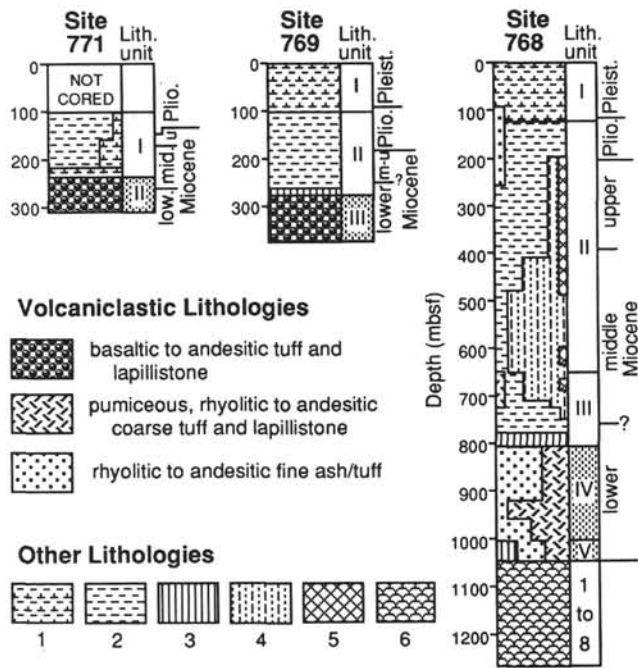 Site
771
Lith.
unit
0
NOT
CORED
100
200
300
I
II
Plio.
u
mid.
low.
Miocene
Site
769
Lith.
unit
0
100
200
300
I
II
III
Pleist.
Plio.
m-u
?
lower
Miocene
Site
768
Lith.
unit
0
100
200
300
400
500
600
700
800
900
1000
1100
1200
Depth (mbsf)
I
II
III
IV
V
1
to
8
Pleist.
Plio.
upper
middle
Miocene
?
lower
Volcaniclastic Lithologies
basaltic to andesitic tuff and
lapillistone
pumiceous, rhyolitic to andesitic
coarse tuff and lapillistone
rhyolitic to andesitic fine ash/tuff
Other Lithologies
1 2 3 4 5 6